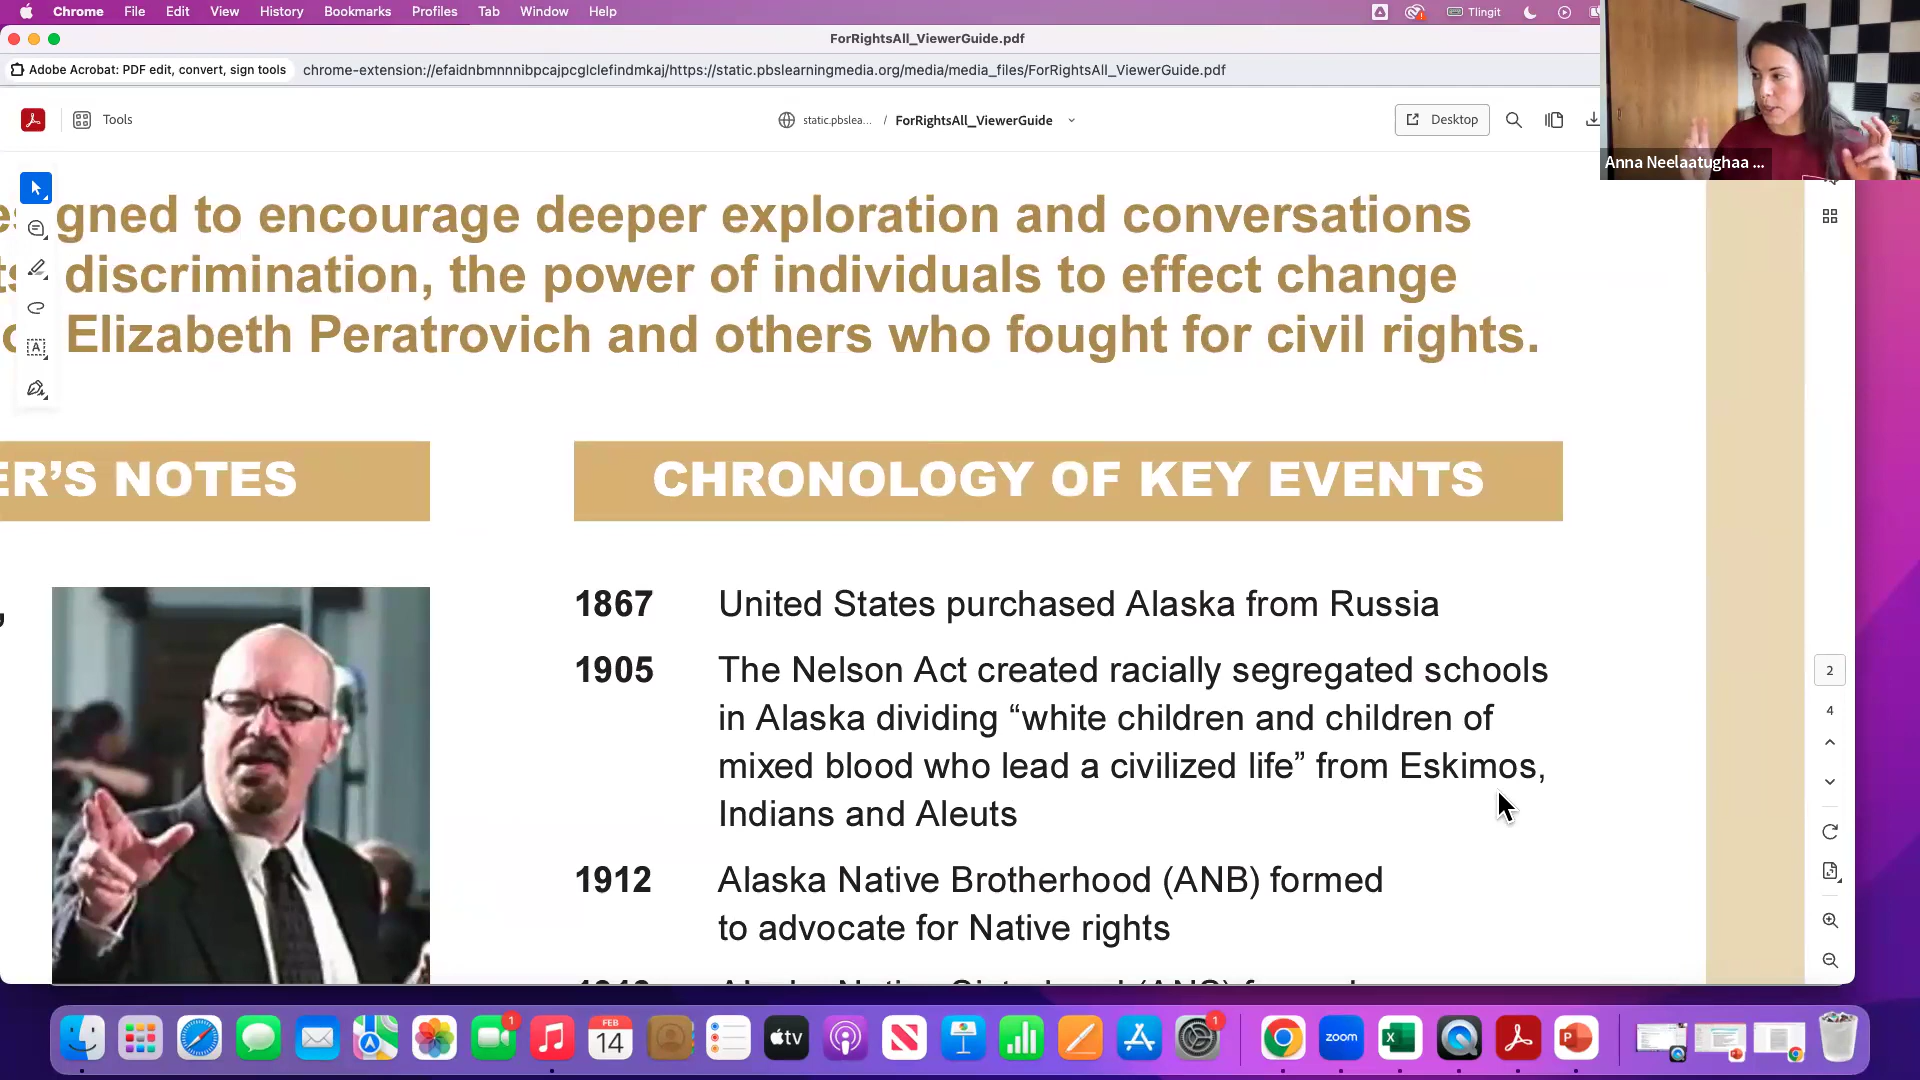 Chrome File Edit View History Bookmarks Profiles Tab Window Help Tlingit
ForRightsAll_ViewerGuide.pdf
Adobe Acrobat: PDF edit, convert, sign tools chrome-extension://efaidnbmnnnibpcajpcglclefindmkaj/https://static.pbslearningmedia.org/media/media_files/ForRightsAll_ViewerGuide.pdf
Tools static.pbslea... / ForRightsAll_ViewerGuide Desktop
Anna Neelaatughaa ...
gned to encourage deeper exploration and conversations
discrimination, the power of individuals to effect change
Elizabeth Peratrovich and others who fought for civil rights.
ER’S NOTES
CHRONOLOGY OF KEY EVENTS
1867 United States purchased Alaska from Russia
1905 The Nelson Act created racially segregated schools
in Alaska dividing “white children and children of
mixed blood who lead a civilized life” from Eskimos,
Indians and Aleuts
1912 Alaska Native Brotherhood (ANB) formed
to advocate for Native rights
2
4
1
FEB
14
tv
1
zoom